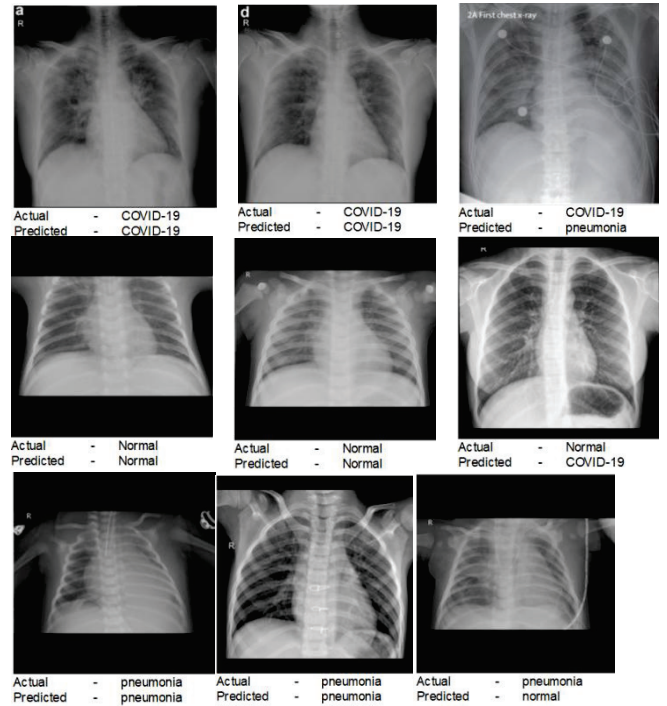 a
R
d
R
2A First chest x-ray
Actual - COVID-19
Predicted - COVID-19
Actual - COVID-19
Predicted - COVID-19
Actual - COVID-19
Predicted - pneumonia
R
R
Actual - Normal
Predicted - Normal
Actual - Normal
Predicted - Normal
Actual - Normal
Predicted - COVID-19
R
R
R
Actual - pneumonia
Predicted - pneumonia
Actual - pneumonia
Predicted - pneumonia
Actual - pneumonia
Predicted - normal